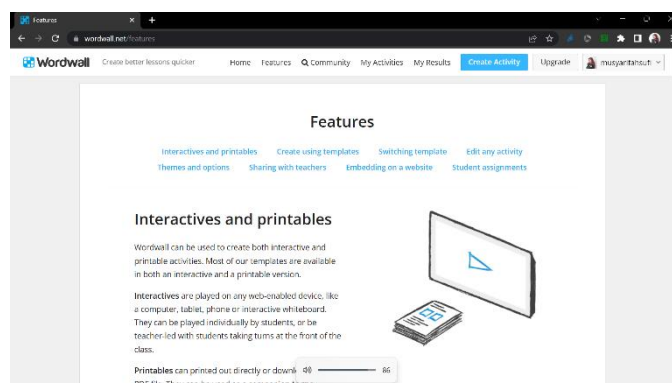 Features
wordwall.net/features
Wordwall Create better lessons quicker Home Features Community My Activities My Results Create Activity Upgrade musyaritahsufi
Features
Interactives and printables Create using templates Switching template Edit any activity
Themes and options Sharing with teachers Embedding on a website Student assignments
Interactives and printables
Wordwall can be used to create both interactive and
printable activities. Most of our templates are available
in both an interactive and a printable version.
Interactives are played on any web-enabled device, like
a computer, tablet, phone or interactive whiteboard.
They can be played individually by students, or be
teacher-led with students taking turns at the front of the
class.
Printables can printed out directly or downl
86